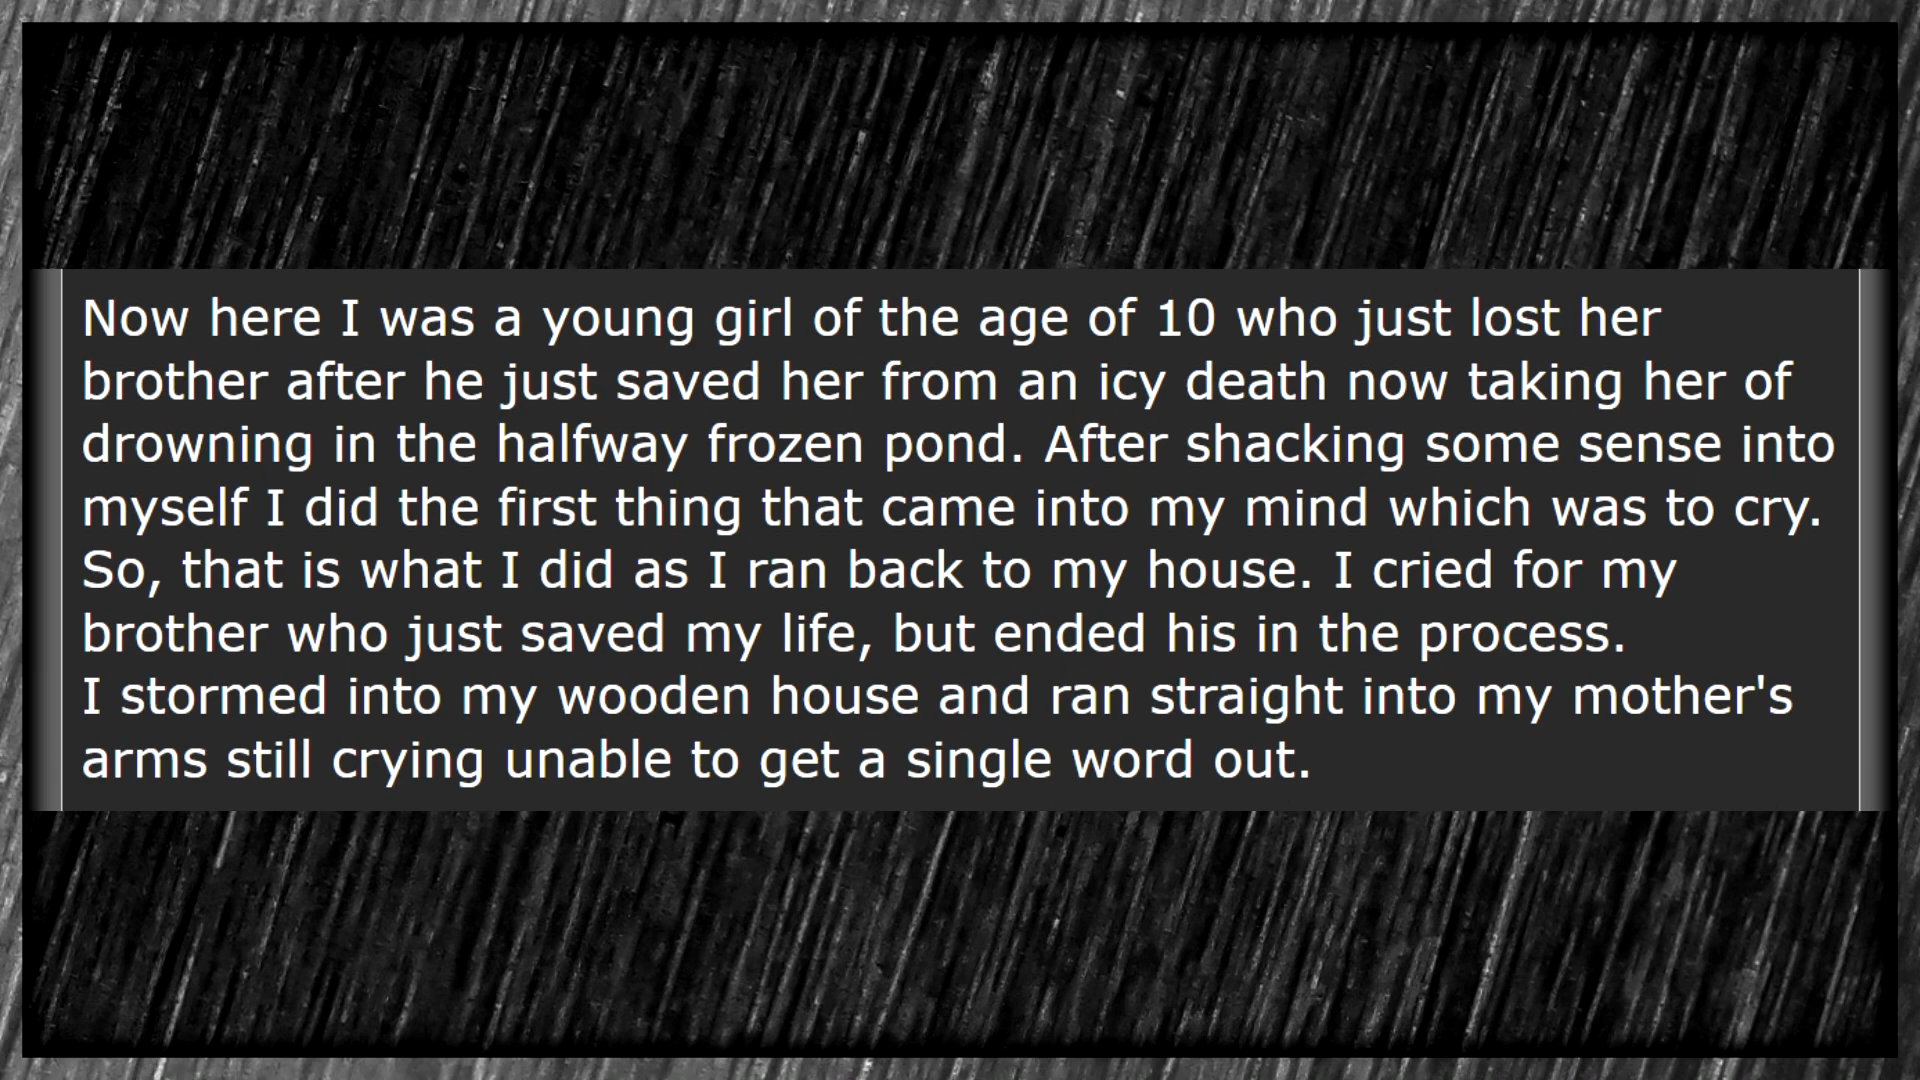 Now here I was a young girl of the age of 10 who just lost her
brother after he just saved her from an icy death now taking her of
drowning in the halfway frozen pond. After shacking some sense into
myself I did the first thing that came into my mind which was to cry.
So, that is what I did as I ran back to my house. I cried for my
brother who just saved my life, but ended his in the process.
I stormed into my wooden house and ran straight into my mother's
arms still crying unable to get a single word out.